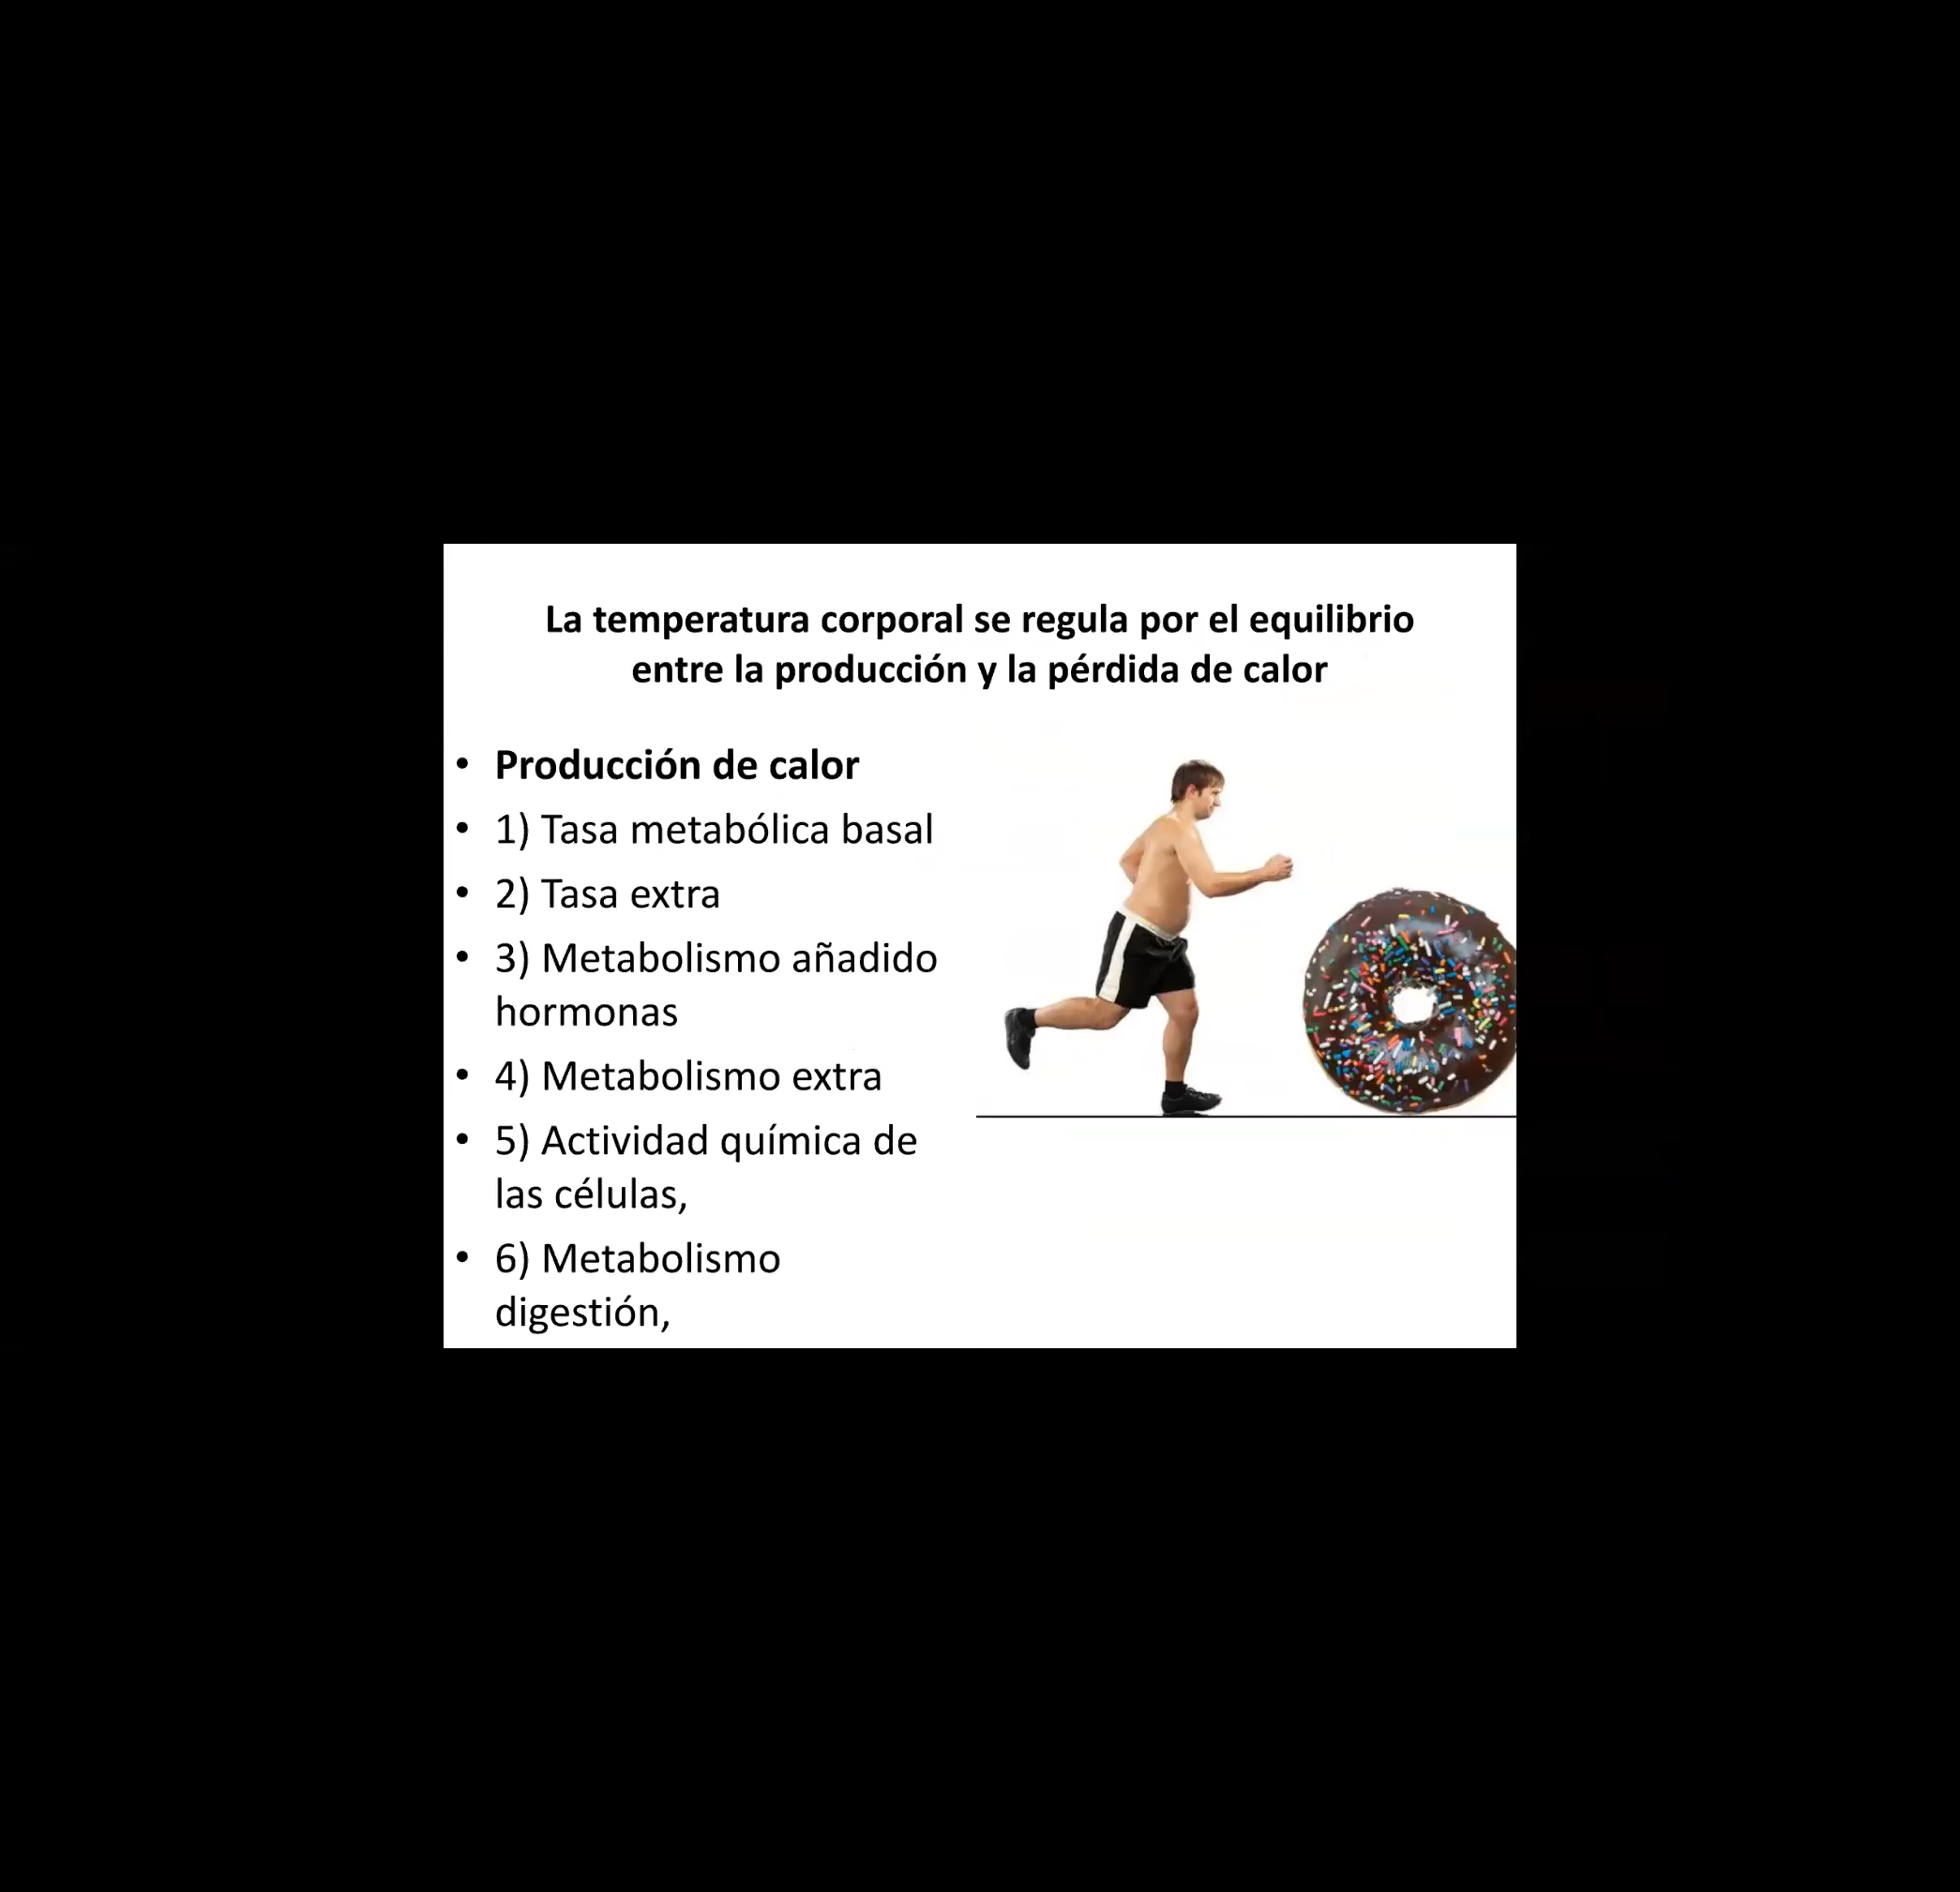 La temperatura corporal se regula por el equilibrio
entre la producción y la pérdida de calor
• Producción de calor
• 1) Tasa metabólica basal
• 2) Tasa extra
• 3) Metabolismo añadido
hormonas
• 4) Metabolismo extra
• 5) Actividad química de
las células,
• 6) Metabolismo
digestión,